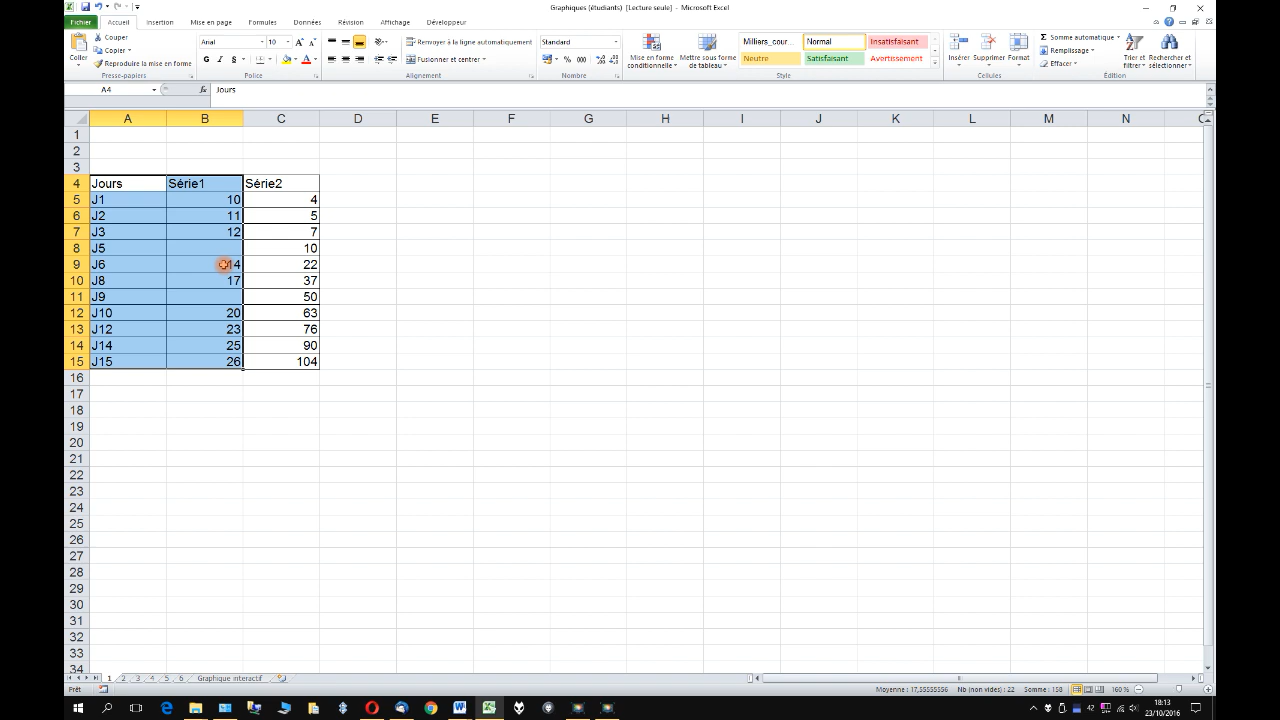 Graphiques (étudiants) [Lecture seule] - Microsoft Excel
Fichier Accueil Insertion Mise en page Formules Données Révision Affichage Développeur
Coller
Couper
Copier
Reproduire la mise en forme
Presse-papiers
Arial 10
G I S
Police
Renvoyer à la ligne automatiquement
Fusionner et centrer
Alignement
Standard
% 000
Nombre
Mise en forme conditionnelle
Mettre sous forme de tableau
Milliers_cour... Normal Insatisfaisant
Neutre Satisfaisant Avertissement
Style
Insérer Supprimer Format
Cellules
Somme automatique
Remplissage
Effacer
Trier et filtrer
Rechercher et sélectionner
Édition
A4 fx Jours
A B C D E F G H I J K L M N
1
2
3
4 Jours Série1 Série2
5 J1 10 4
6 J2 11 5
7 J3 12 7
8 J5 10
9 J6 14 22
10 J8 17 37
11 J9 50
12 J10 20 63
13 J12 23 76
14 J14 25 90
15 J15 26 104
16
17
18
19
20
21
22
23
24
25
26
27
28
29
30
31
32
33
34
1 2 3 4 5 6 Graphique interactif
Prêt Moyenne : 17,55555556 Nb (non vides) : 22 Somme : 158 160 %
42 18:13
23/10/2016